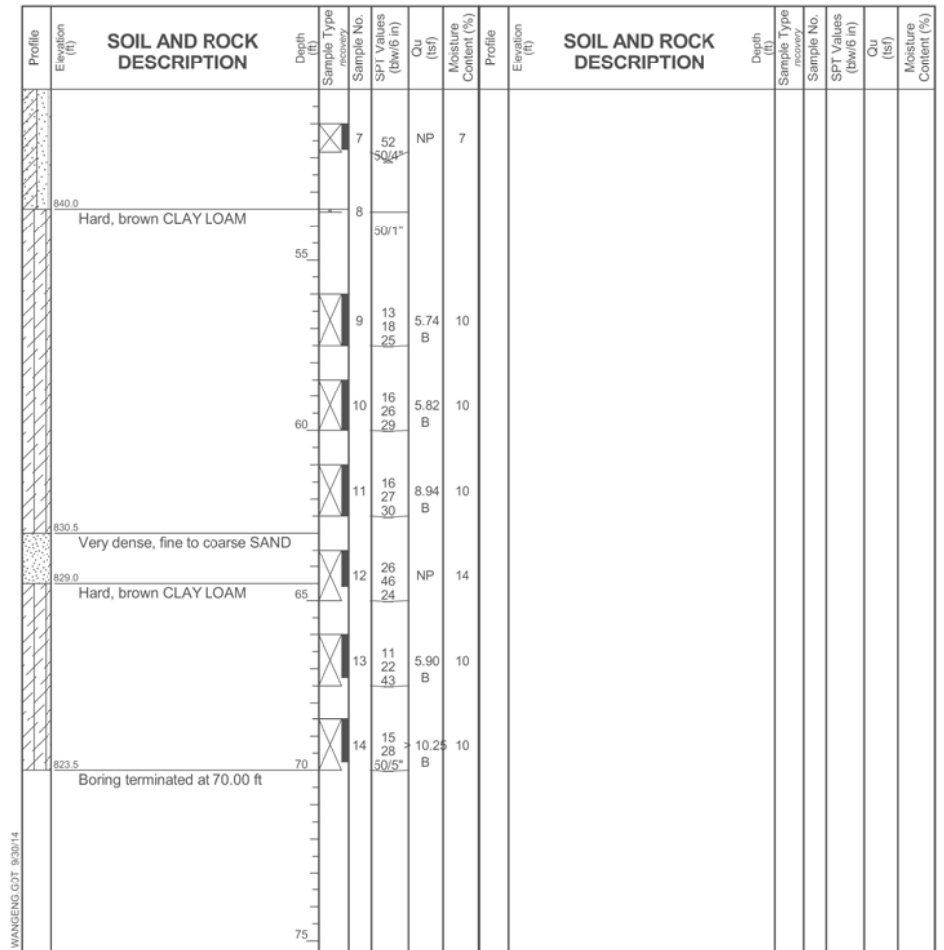 Profile
Elevation
(ft)
SOIL AND ROCK
DESCRIPTION
Depth
(ft)
Sample Type
recovery
Sample No.
SPT Values
(blw/6 in)
Qu
(tsf)
Moisture
Content (%)
Profile
Elevation
(ft)
SOIL AND ROCK
DESCRIPTION
Depth
(ft)
Sample Type
recovery
Sample No.
SPT Values
(blw/6 in)
Qu
(tsf)
Moisture
Content (%)
7
52
50/4"
NP
7
840.0
Hard, brown CLAY LOAM
8
50/1"
55
9
13
18
25
5.74
B
10
10
16
26
29
5.82
B
10
60
11
16
27
30
8.94
B
10
830.5
Very dense, fine to coarse SAND
12
26
46
24
NP
14
829.0
Hard, brown CLAY LOAM
65
13
11
22
43
5.90
B
10
14
15
28
50/5"
> 10.25
B
10
823.5
70
Boring terminated at 70.00 ft
75
WANGENG.GDT 9/30/14